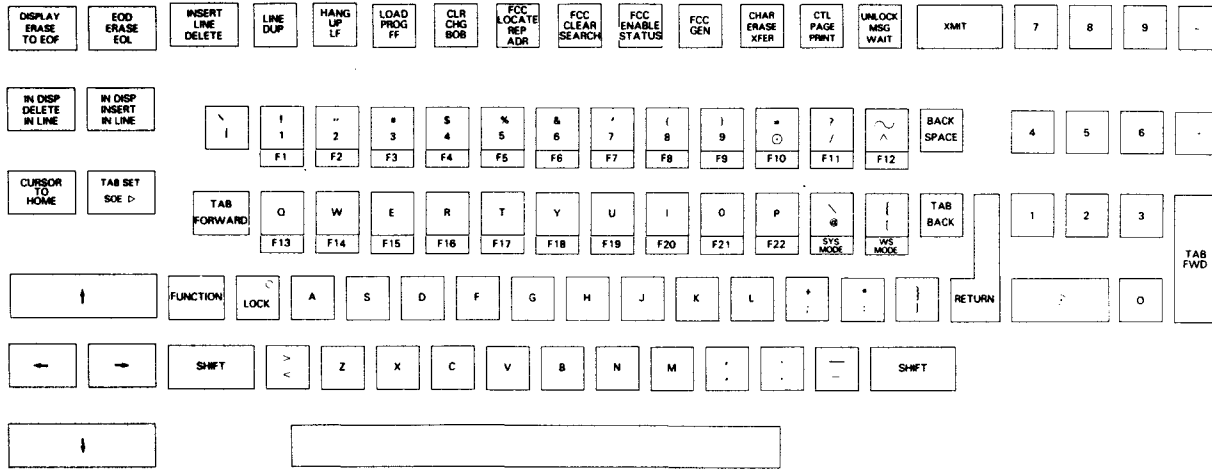 DISPLAY ERASE TO EOF
EOD ERASE EOL
INSERT LINE DELETE
LINE DUP
HANG UP LF
LOAD PROG FF
CLR CHG BOB
FCC LOCATE REP ADR
FCC CLEAR SEARCH
FCC ENABLE STATUS
FCC GEN
CHAR ERASE XFER
CTL PAGE PRINT
UNLOCK MSG WAIT
XMIT
7
8
9
IN DISP DELETE IN LINE
IN DISP INSERT IN LINE
! 1 F1
" 2 F2
# 3 F3
$ 4 F4
% 5 F5
& 6 F6
' 7 F7
( 8 F8
) 9 F9
F10
? / F11
^ F12
BACK SPACE
4
5
6
CURSOR TO HOME
TAB SET SOE ▷
TAB FORWARD
Q F13
W F14
E F15
R F16
T F17
Y F18
U F19
I F20
O F21
P F22
\ @ SYS MODE
WS MODE
TAB BACK
1
2
3
TAB FWD
↑
FUNCTION
LOCK
A
S
D
F
G
H
J
K
L
+ ;
* :
RETURN
0
←
→
SHIFT
> <
Z
X
C
V
B
N
M
SHIFT
↓